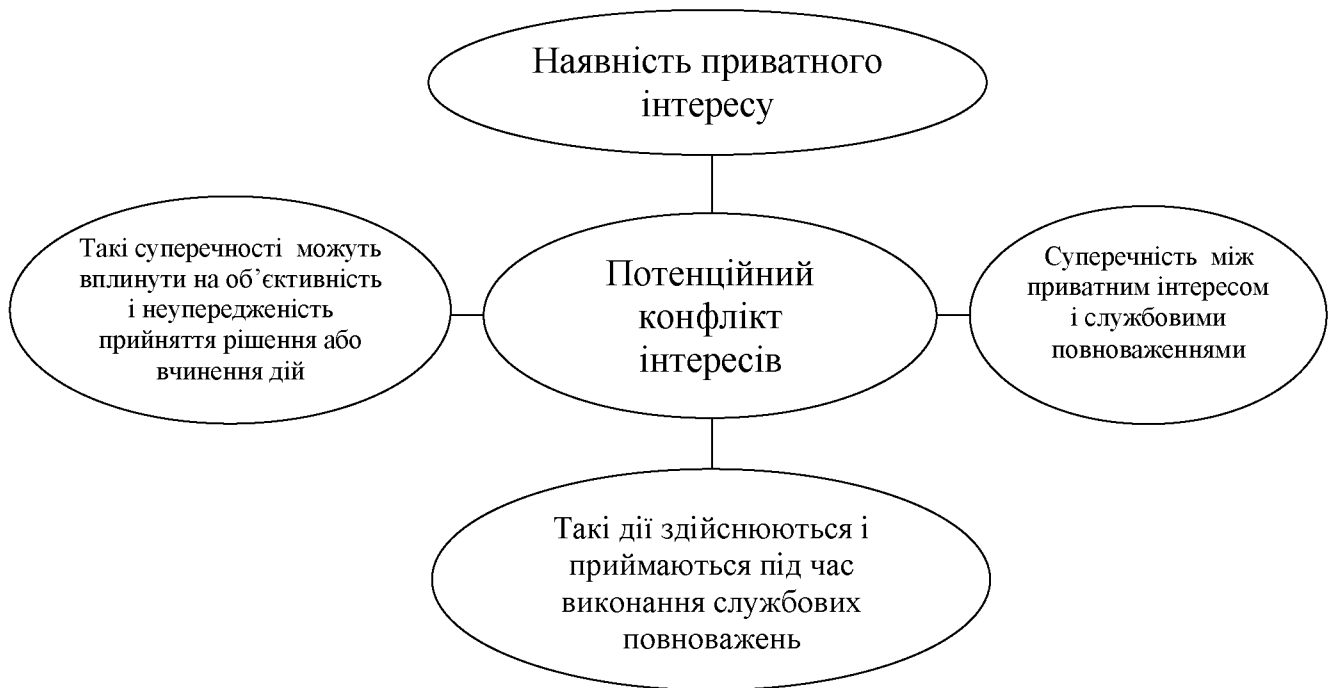 Наявність приватного
інтересу
Такі суперечності можуть
вплинути на об’єктивність
і неупередженість
прийняття рішення або
вчинення дій
Потенційний
конфлікт
інтересів
Суперечність між
приватним інтересом
і службовими
повноваженнями
Такі дії здійснюються і
приймаються під час
виконання службових
повноважень